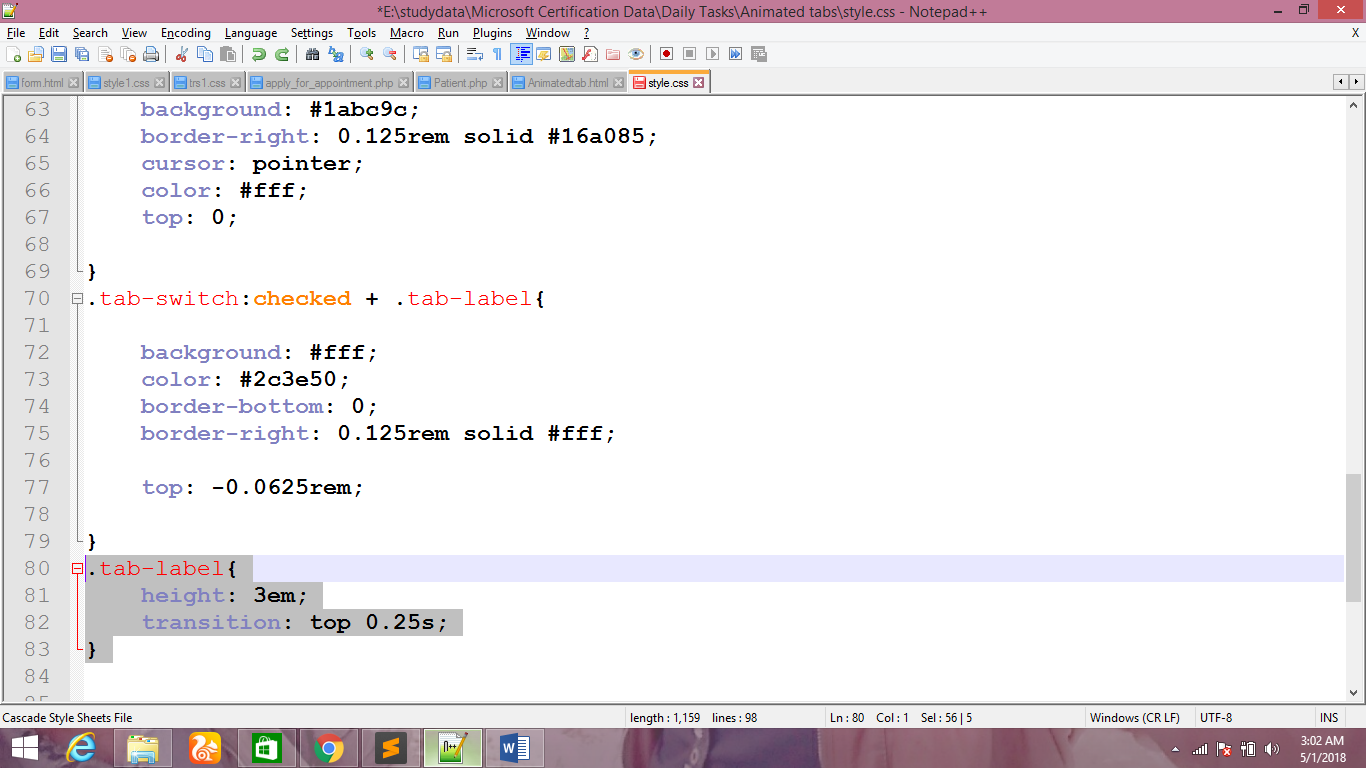 *E:\studydata\Microsoft Certification Data\Daily Tasks\Animated tabs\style.css - Notepad++
File Edit Search View Encoding Language Settings Tools Macro Run Plugins Window ? X
form.html style1.css trs1.css apply_for_appointment.php Patient.php Animatedtab.html style.css
63 background: #1abc9c;
64 border-right: 0.125rem solid #16a085;
65 cursor: pointer;
66 color: #fff;
67 top: 0;
68
69 }
70 .tab-switch:checked + .tab-label{
71
72 background: #fff;
73 color: #2c3e50;
74 border-bottom: 0;
75 border-right: 0.125rem solid #fff;
76
77 top: -0.0625rem;
78
79 }
80 .tab-label{
81 height: 3em;
82 transition: top 0.25s;
83 }
84
85
Cascade Style Sheets File length : 1,159 lines : 98 Ln : 80 Col : 1 Sel : 56 | 5 Windows (CR LF) UTF-8 INS
3:02 AM
5/1/2018